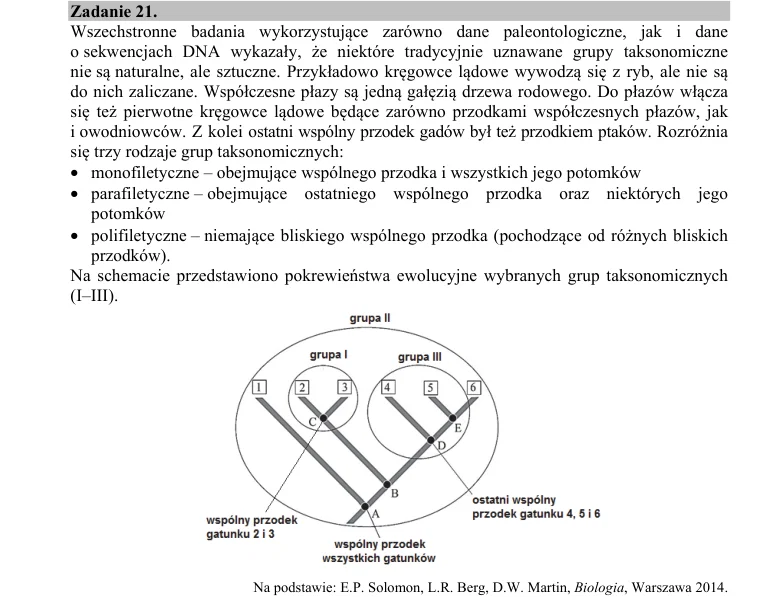 Zadanie 21.
Wszechstronne badania wykorzystujące zarówno dane paleontologiczne, jak i dane
o sekwencjach DNA wykazały, że niektóre tradycyjnie uznawane grupy taksonomiczne
nie są naturalne, ale sztuczne. Przykładowo kręgowce lądowe wywodzą się z ryb, ale nie są
do nich zaliczane. Współczesne płazy są jedną gałęzią drzewa rodowego. Do płazów włącza
się też pierwotne kręgowce lądowe będące zarówno przodkami współczesnych płazów, jak
i owodniowców. Z kolei ostatni wspólny przodek gadów był też przodkiem ptaków. Rozróżnia
się trzy rodzaje grup taksonomicznych:
• monofiletyczne – obejmujące wspólnego przodka i wszystkich jego potomków
• parafiletyczne – obejmujące ostatniego wspólnego przodka oraz niektórych jego
potomków
• polifiletyczne – niemające bliskiego wspólnego przodka (pochodzące od różnych bliskich
przodków).
Na schemacie przedstawiono pokrewieństwa ewolucyjne wybranych grup taksonomicznych
(I–III).
grupa II
grupa I
grupa III
1 2 3 4 5 6
C
E
D
B
A
ostatni wspólny
przodek gatunku 4, 5 i 6
wspólny przodek
gatunku 2 i 3
wspólny przodek
wszystkich gatunków
Na podstawie: E.P. Solomon, L.R. Berg, D.W. Martin, Biologia, Warszawa 2014.